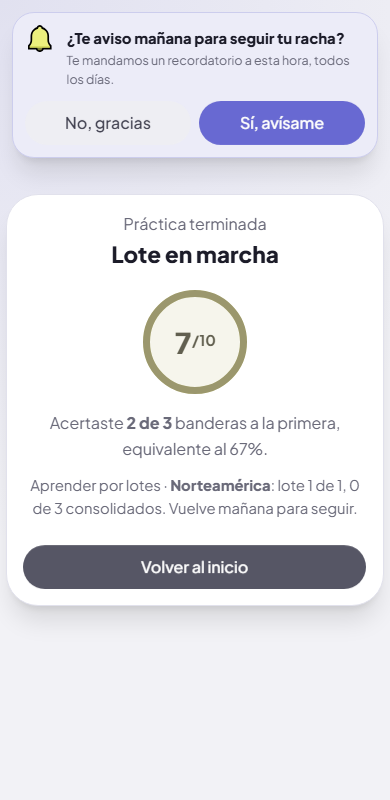 ¿Te aviso mañana para seguir tu racha?
Te mandamos un recordatorio a esta hora, todos
los días.
No, gracias
Sí, avísame
Práctica terminada
Lote en marcha
7/10
Acertaste 2 de 3 banderas a la primera,
equivalente al 67%.
Aprender por lotes · Norteamérica: lote 1 de 1, 0
de 3 consolidados. Vuelve mañana para seguir.
Volver al inicio